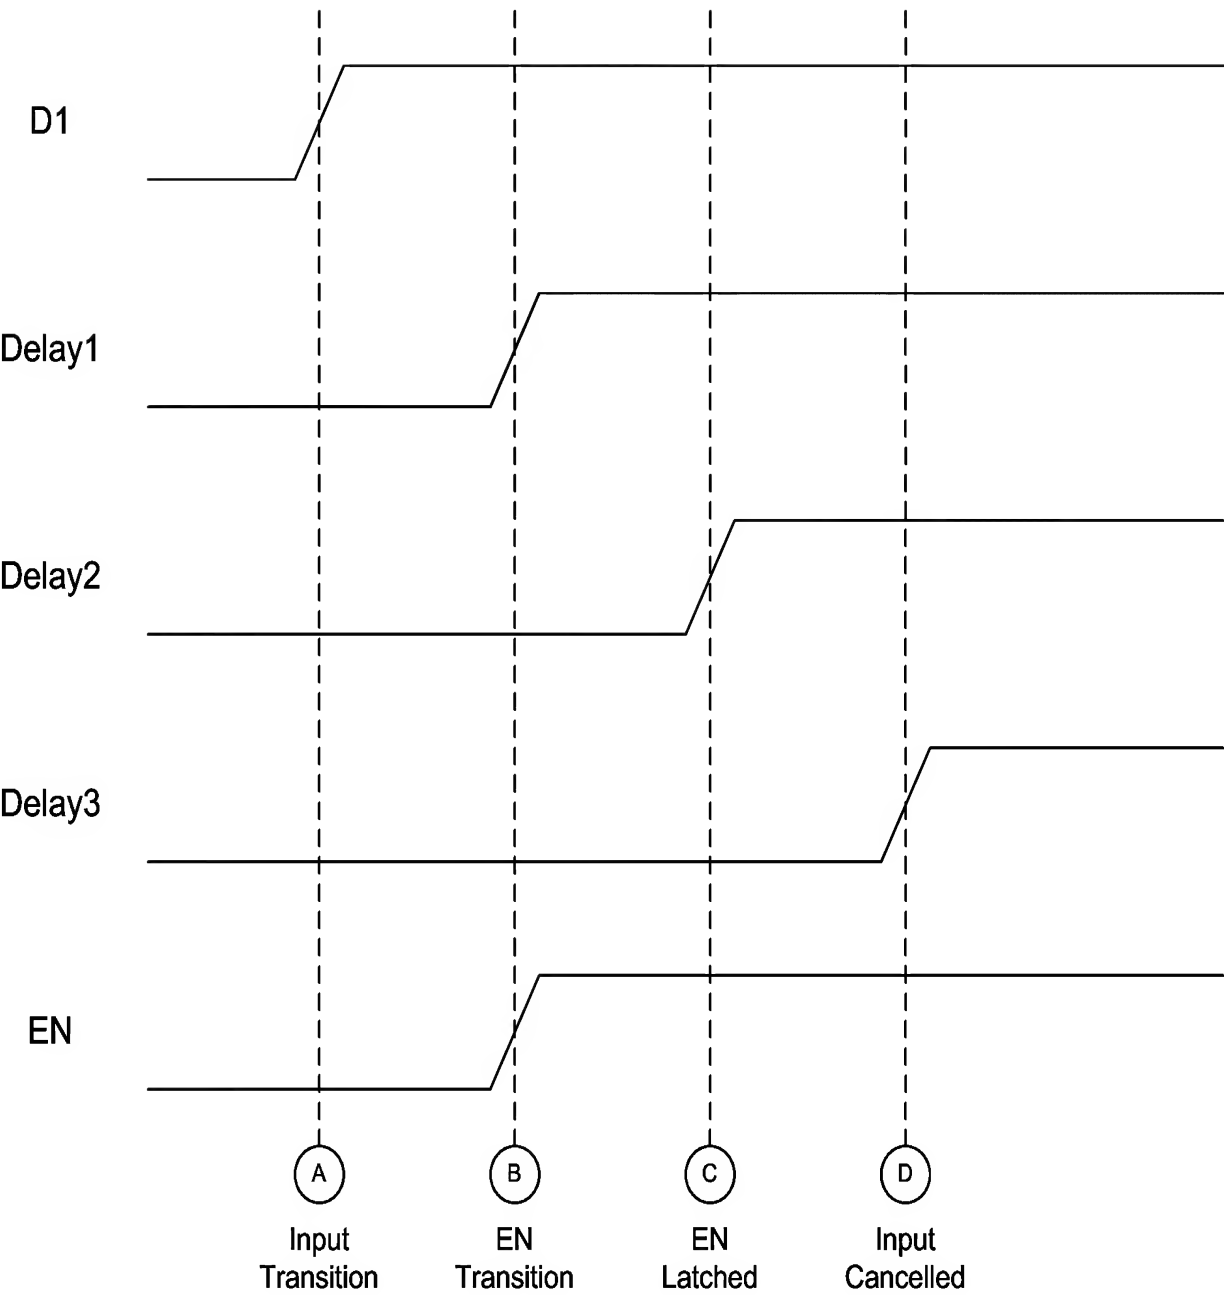 D1
Delay1
Delay2
Delay3
EN
A
B
C
D
Input
Transition
EN
Transition
EN
Latched
Input
Cancelled